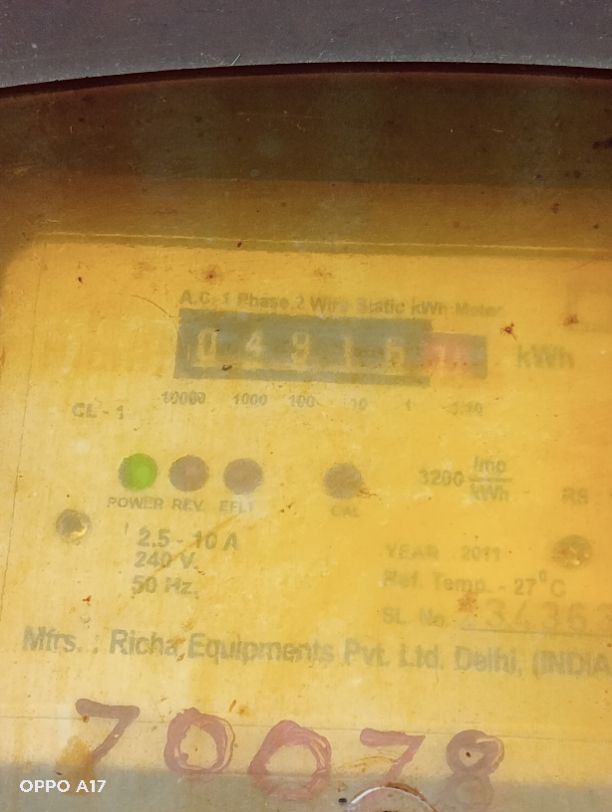 A.C. 1 Phase 2 Wire Static kWh Meter
0 4 9 1 6 kWh
10000 1000 100 10 1 1/10
CL - 1
3200 Imp/kWh
POWER REV. EFLT CAL
2.5 - 10 A
240 V.
50 Hz.
YEAR 2011
Ref. Temp. - 27°C
SL. No. 34363
Mfrs. : Richa Equipments Pvt. Ltd. Delhi, (INDIA
70078
OPPO A17